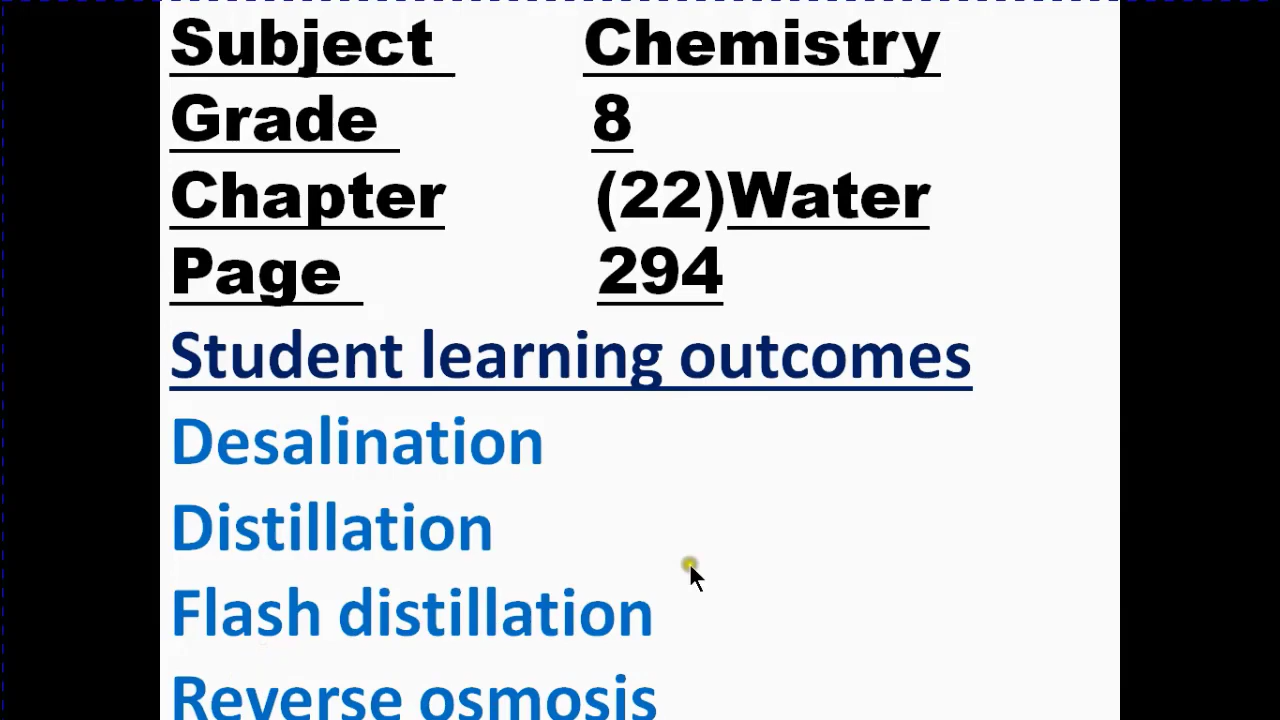 Subject Chemistry
Grade 8
Chapter (22)Water
Page 294
Student learning outcomes
Desalination
Distillation
Flash distillation
Reverse osmosis